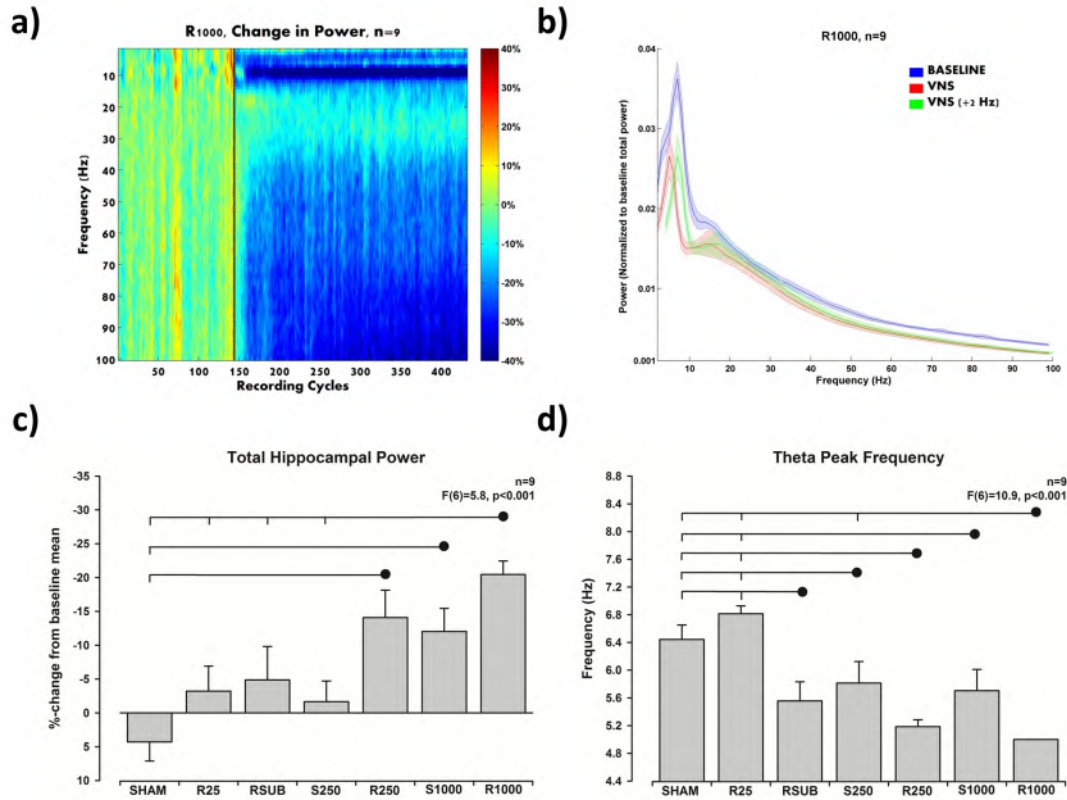 a)
R1000, Change in Power, n=9
Frequency (Hz)
10
20
30
40
50
60
70
80
90
100
50
100
150
200
250
300
350
400
Recording Cycles
40%
30%
20%
10%
0%
-10%
-20%
-30%
-40%
b)
R1000, n=9
Power (Normalized to baseline total power)
0.04
0.03
0.02
0.01
0.001
10
20
30
40
50
60
70
80
90
100
Frequency (Hz)
BASELINE
VNS
VNS (+2 Hz)
c)
Total Hippocampal Power
n=9
F(6)=5.8, p<0.001
%-change from baseline mean
-35
-30
-25
-20
-15
-10
-5
0
5
10
SHAM
R25
RSUB
S250
R250
S1000
R1000
d)
Theta Peak Frequency
n=9
F(6)=10.9, p<0.001
Frequency (Hz)
8.8
8.4
8.0
7.6
7.2
6.8
6.4
6.0
5.6
5.2
4.8
4.4
SHAM
R25
RSUB
S250
R250
S1000
R1000